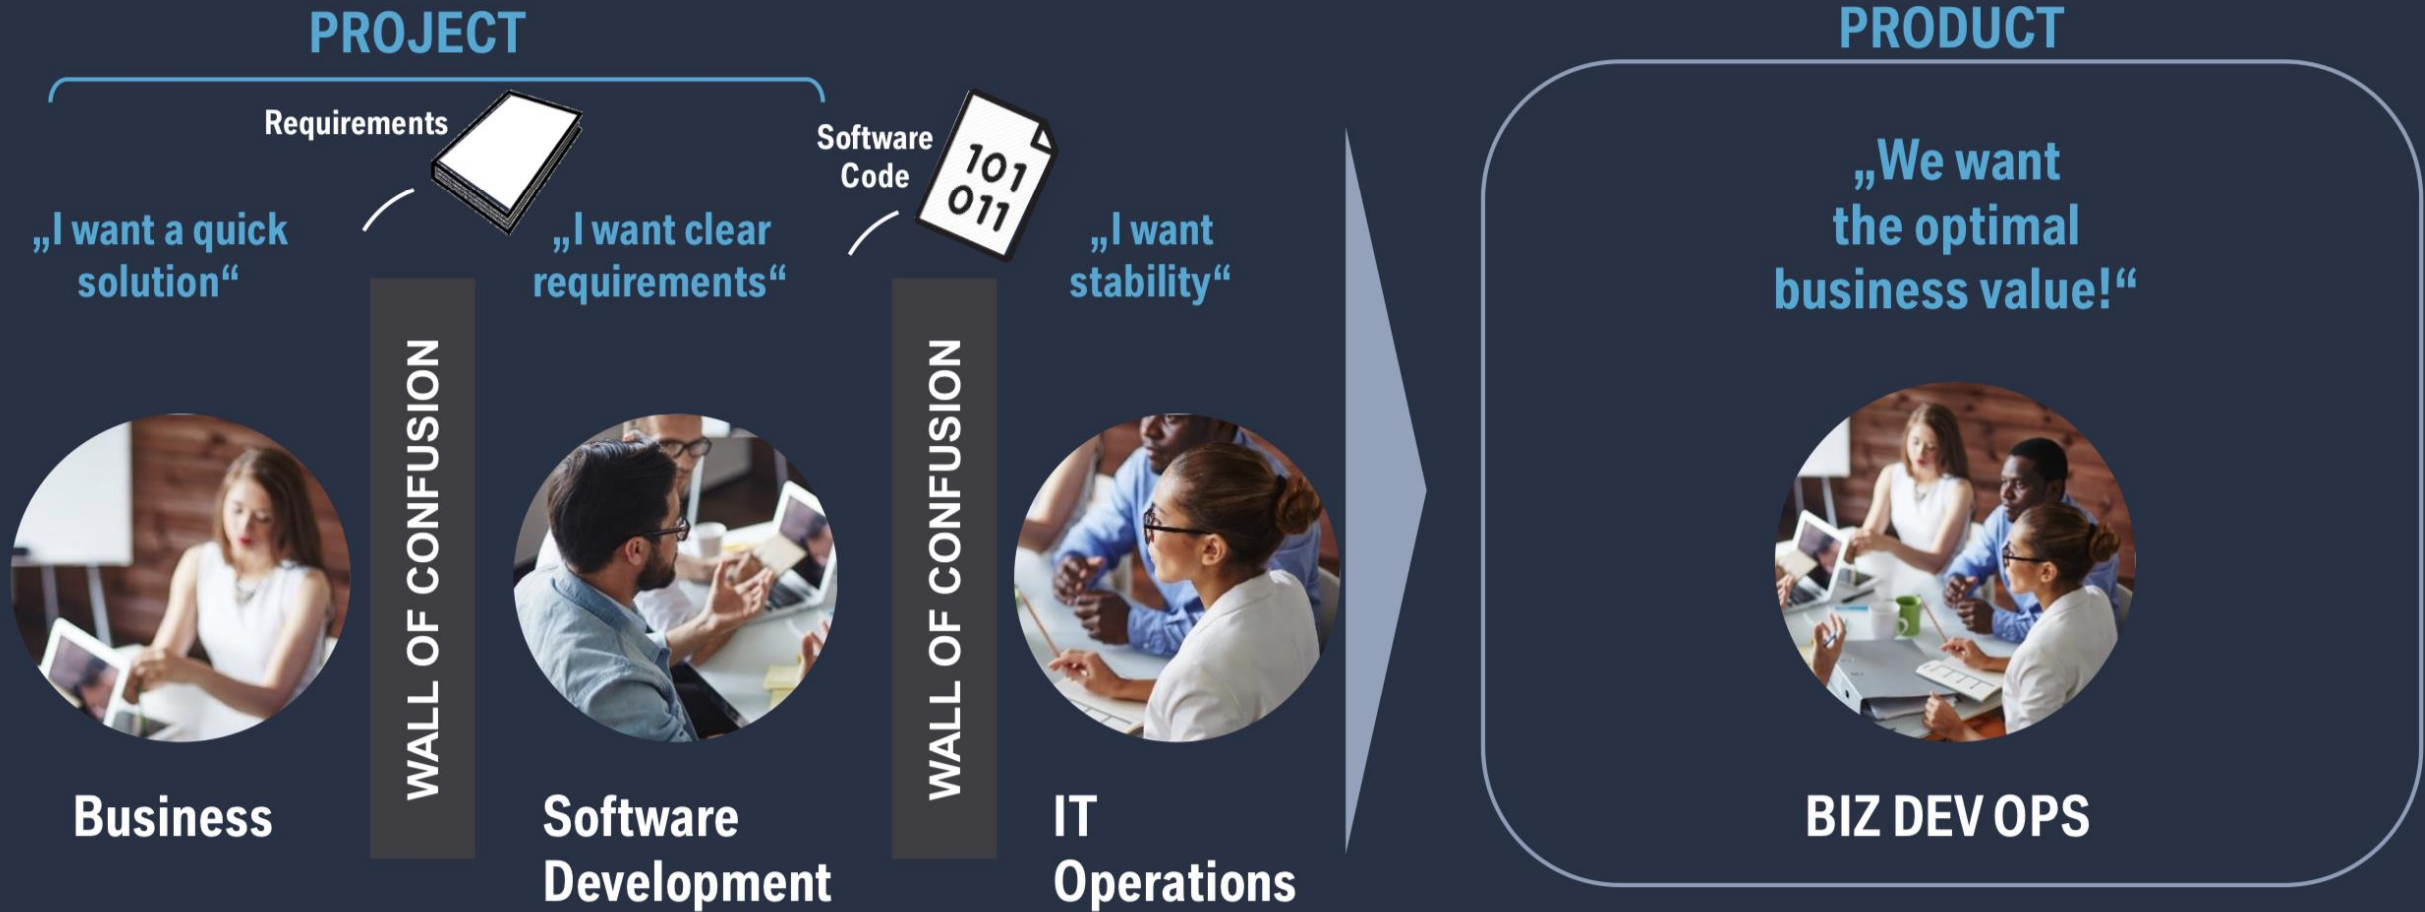 PROJECT
Requirements
Software
Code
101
011
„I want a quick
solution“
„I want clear
requirements“
„I want
stability“
WALL OF CONFUSION
WALL OF CONFUSION
Business
Software
Development
IT
Operations
PRODUCT
„We want
the optimal
business value!“
BIZ DEV OPS